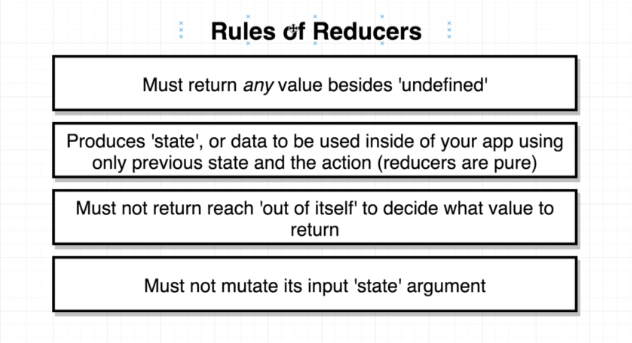 Rules of Reducers
Must return any value besides 'undefined'
Produces 'state', or data to be used inside of your app using
only previous state and the action (reducers are pure)
Must not return reach 'out of itself' to decide what value to
return
Must not mutate its input 'state' argument